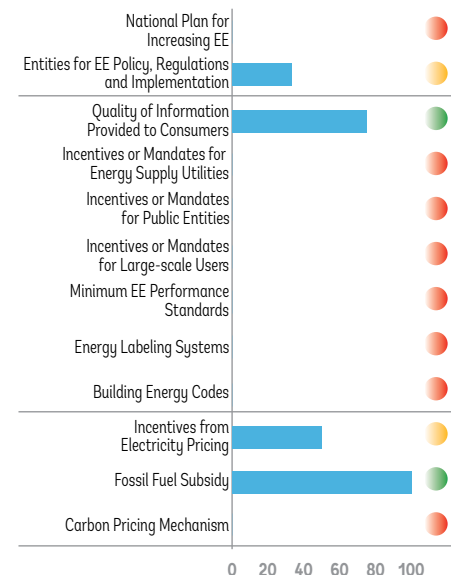 National Plan for
Increasing EE
Entities for EE Policy, Regulations
and Implementation
Quality of Information
Provided to Consumers
Incentives or Mandates for
Energy Supply Utilities
Incentives or Mandates
for Public Entities
Incentives or Mandates
for Large-scale Users
Minimum EE Performance
Standards
Energy Labeling Systems
Building Energy Codes
Incentives from
Electricity Pricing
Fossil Fuel Subsidy
Carbon Pricing Mechanism
0 20 40 60 80 100